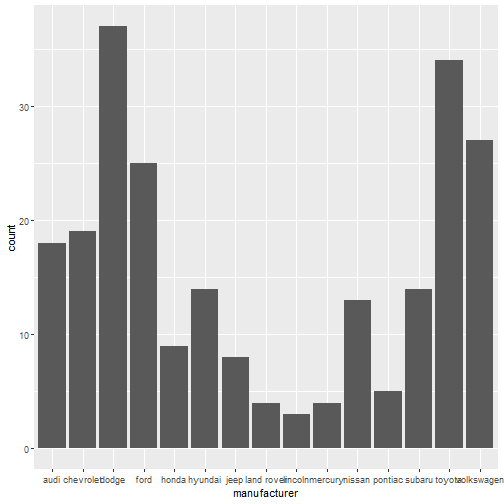 30
20
10
0
count
audi chevrolet dodge ford honda hyundai jeep land rover lincoln mercury nissan pontiac subaru toyota volkswagen
manufacturer